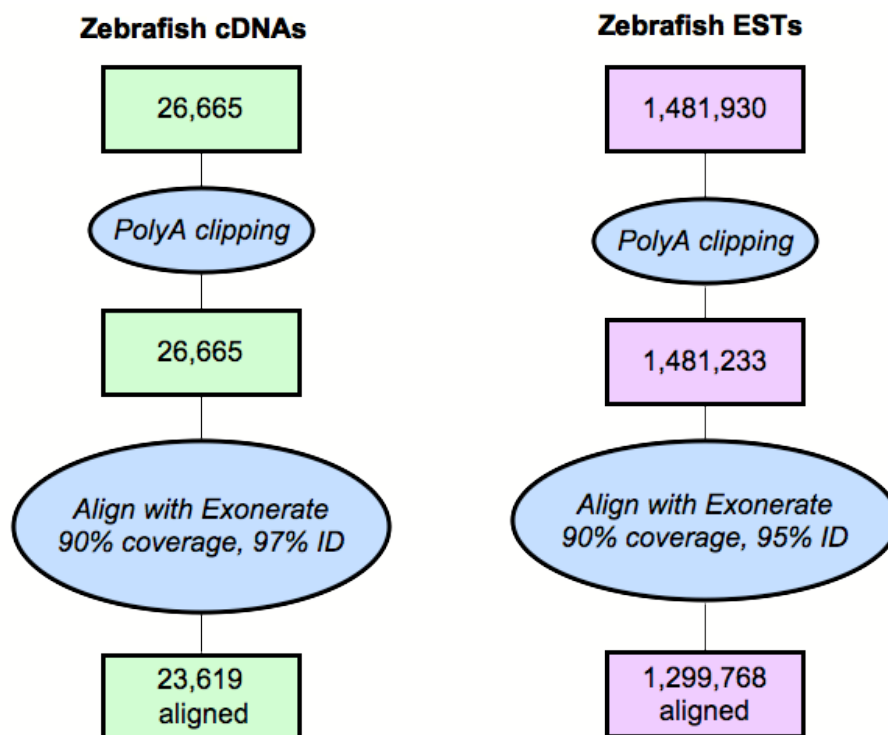 Zebrafish cDNAs
26,665
PolyA clipping
26,665
Align with Exonerate
90% coverage, 97% ID
23,619
aligned
Zebrafish ESTs
1,481,930
PolyA clipping
1,481,233
Align with Exonerate
90% coverage, 95% ID
1,299,768
aligned